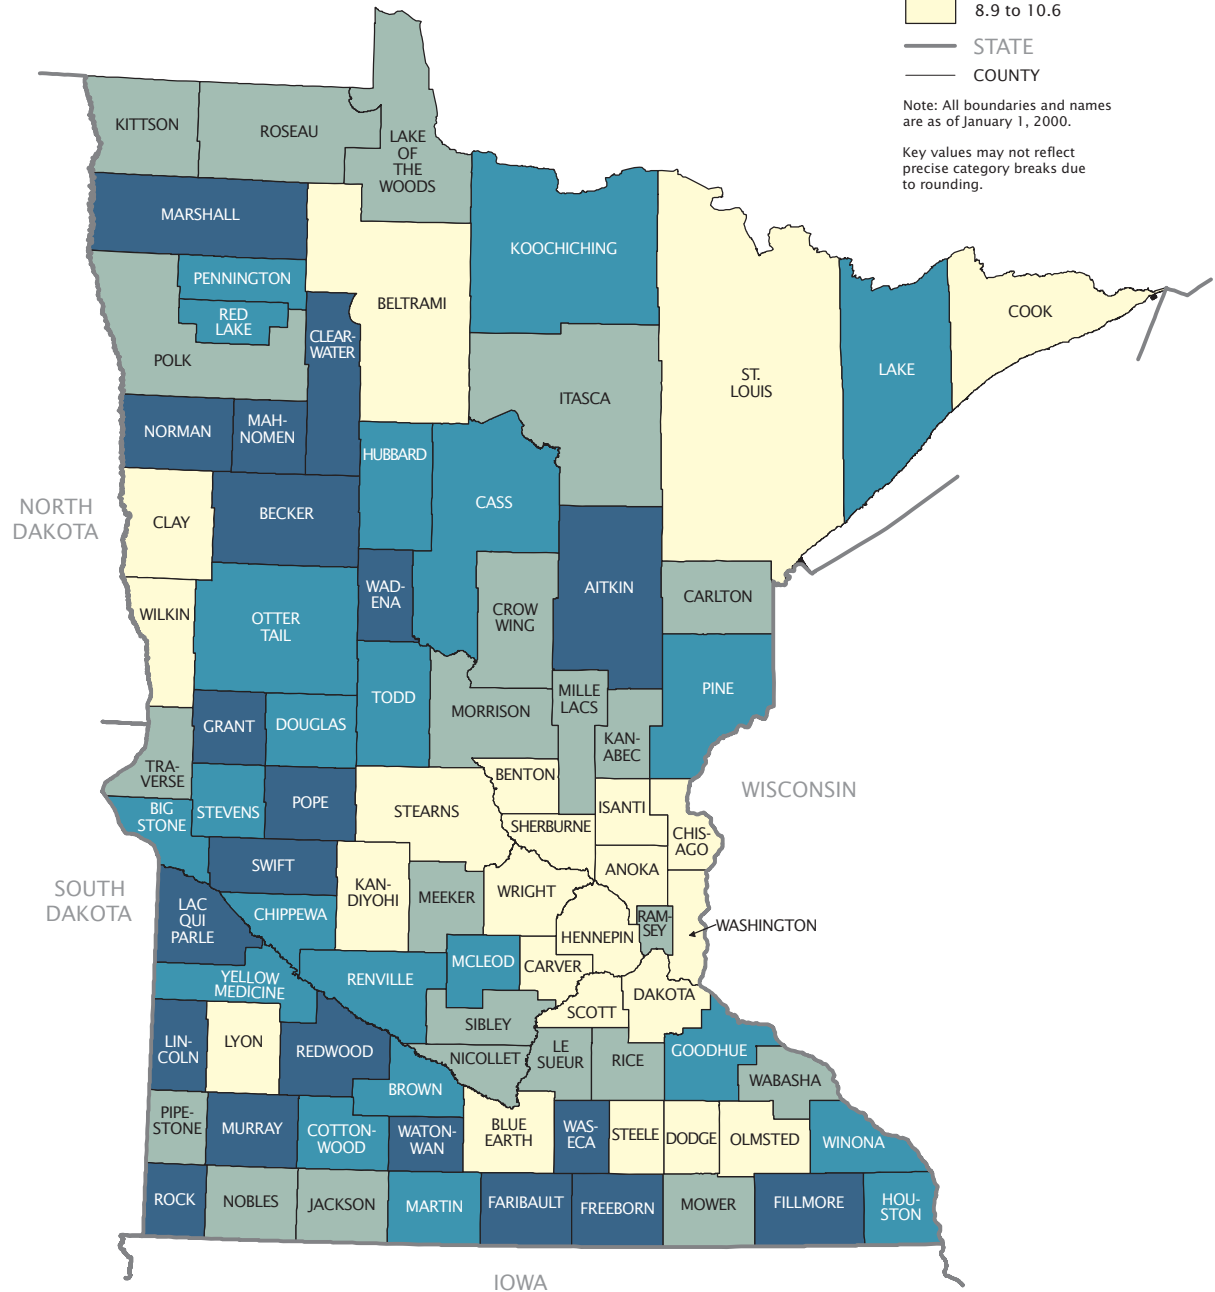 8.9 to 10.6
STATE
COUNTY
Note: All boundaries and names
are as of January 1, 2000.
Key values may not reflect
precise category breaks due
to rounding.
KITTSON
ROSEAU
LAKE
OF
THE
WOODS
MARSHALL
KOOCHICHING
PENNINGTON
BELTRAMI
RED
LAKE
COOK
CLEAR-
WATER
POLK
ST.
LOUIS
LAKE
ITASCA
NORMAN
MAH-
NOMEN
HUBBARD
CASS
NORTH
DAKOTA
CLAY
BECKER
WAD-
ENA
AITKIN
CARLTON
WILKIN
OTTER
TAIL
CROW
WING
TODD
PINE
MILLE
LACS
MORRISON
GRANT
DOUGLAS
KAN-
ABEC
TRA-
VERSE
BENTON
WISCONSIN
BIG
STONE
STEVENS
POPE
STEARNS
ISANTI
SHERBURNE
CHIS-
AGO
SWIFT
ANOKA
SOUTH
DAKOTA
KAN-
DIYOHI
MEEKER
WRIGHT
LAC
QUI
PARLE
CHIPPEWA
RAM-
SEY
WASHINGTON
HENNEPIN
MCLEOD
CARVER
YELLOW
MEDICINE
RENVILLE
DAKOTA
SCOTT
SIBLEY
LIN-
COLN
LYON
REDWOOD
NICOLLET
LE
SUEUR
RICE
GOODHUE
BROWN
WABASHA
PIPE-
STONE
MURRAY
COTTON-
WOOD
WATON-
WAN
BLUE
EARTH
WAS-
ECA
STEELE
DODGE
OLMSTED
WINONA
ROCK
NOBLES
JACKSON
MARTIN
FARIBAULT
FREEBORN
MOWER
FILLMORE
HOU-
STON
IOWA